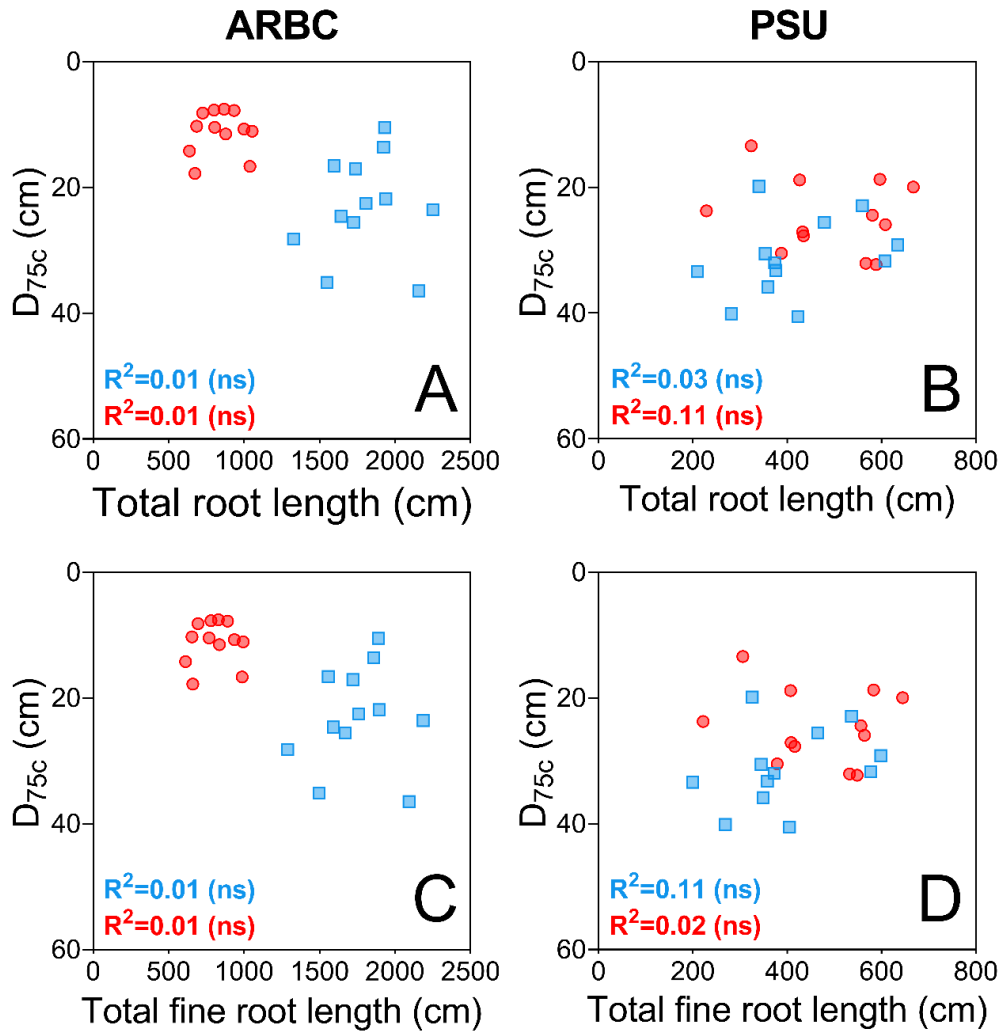 ARBC PSU
0
20
40
60
D75c (cm)
R²=0.01 (ns)
R²=0.01 (ns)
A
0 500 1000 1500 2000 2500
Total root length (cm)
0
20
40
60
D75c (cm)
R²=0.03 (ns)
R²=0.11 (ns)
B
0 200 400 600 800
Total root length (cm)
0
20
40
60
D75c (cm)
R²=0.01 (ns)
R²=0.01 (ns)
C
0 500 1000 1500 2000 2500
Total fine root length (cm)
0
20
40
60
D75c (cm)
R²=0.11 (ns)
R²=0.02 (ns)
D
0 200 400 600 800
Total fine root length (cm)